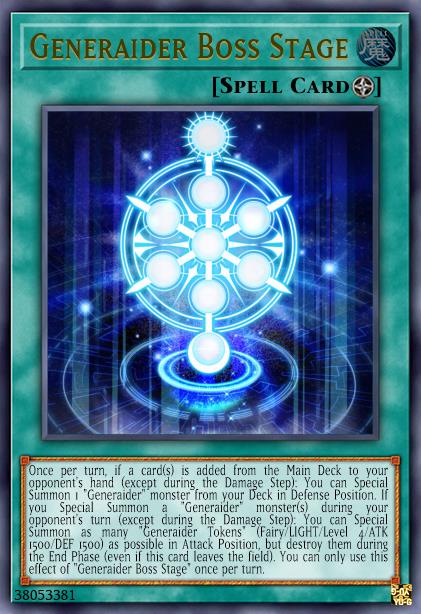 GENERAIDER BOSS STAGE
魔
[SPELL CARD]
Once per turn, if a card(s) is added from the Main Deck to your
opponent's hand (except during the Damage Step): You can Special
Summon 1 "Generaider" monster from your Deck in Defense Position. If
you Special Summon a "Generaider" monster(s) during your
opponent's turn (except during the Damage Step): You can Special
Summon as many "Generaider Tokens" (Fairy/LIGHT/Level 4/ATK
1500/DEF 1500) as possible in Attack Position, but destroy them during
the End Phase (even if this card leaves the field). You can only use this
effect of "Generaider Boss Stage" once per turn.
38053381